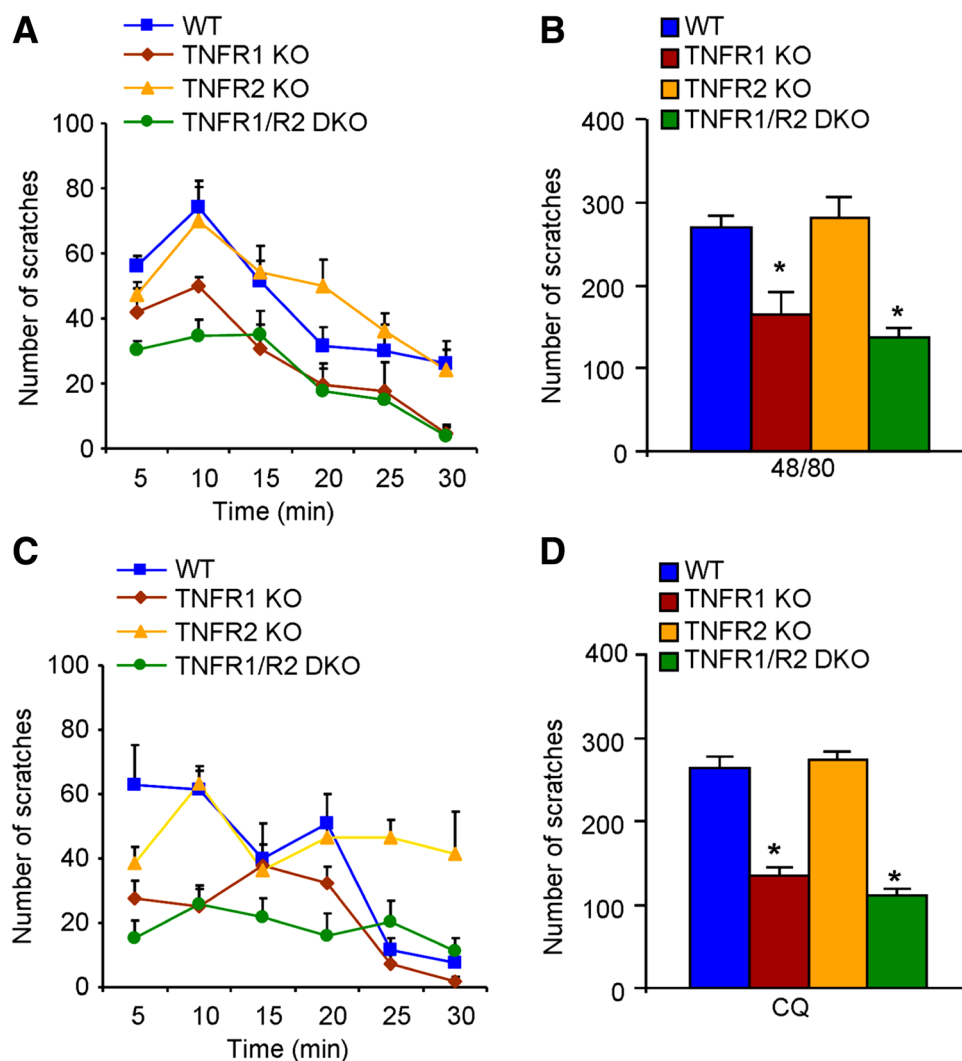 A
WT
TNFR1 KO
TNFR2 KO
TNFR1/R2 DKO
100
80
60
40
20
0
Number of scratches
5 10 15 20 25 30
Time (min)
B
WT
TNFR1 KO
TNFR2 KO
TNFR1/R2 DKO
400
300
200
100
0
Number of scratches
* *
48/80
C
WT
TNFR1 KO
TNFR2 KO
TNFR1/R2 DKO
100
80
60
40
20
0
Number of scratches
5 10 15 20 25 30
Time (min)
D
WT
TNFR1 KO
TNFR2 KO
TNFR1/R2 DKO
400
300
200
100
0
Number of scratches
* *
CQ